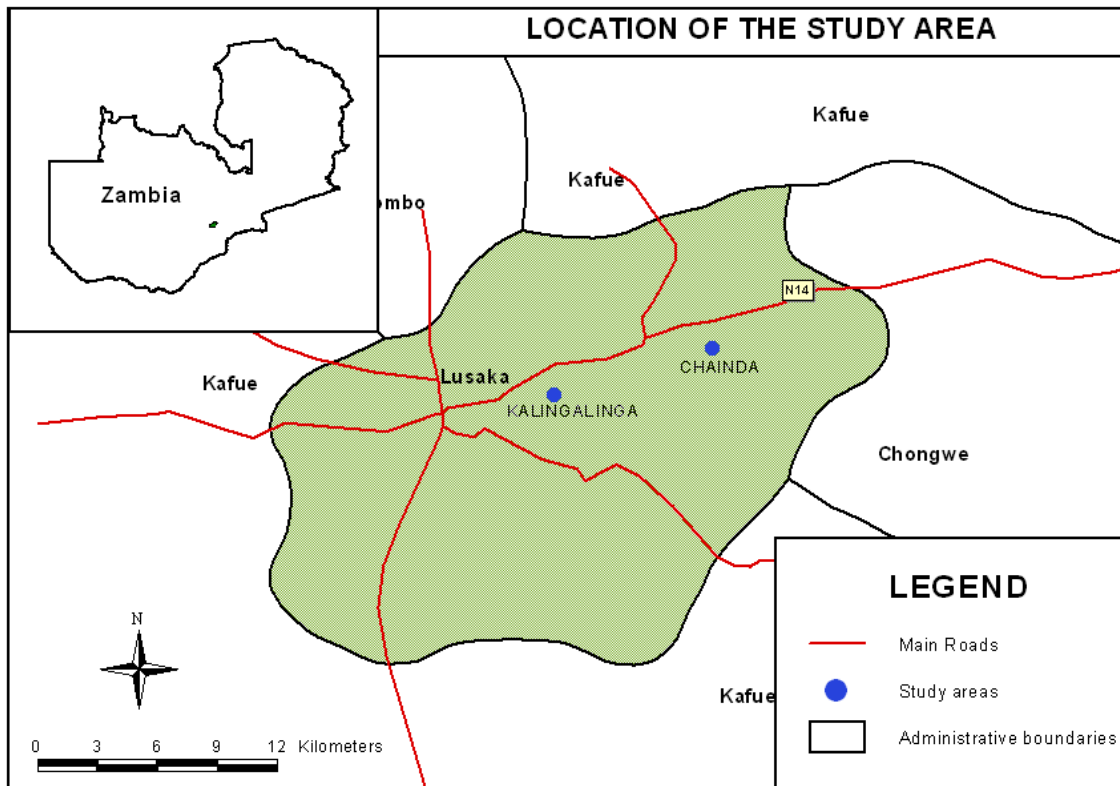 LOCATION OF THE STUDY AREA
Kafue
Kafue
Zambia
ombo
N14
CHAINDA
Kafue
Lusaka
KALINGALINGA
Chongwe
LEGEND
N
Main Roads
Kafue
Study areas
Administrative boundaries
0 3 6 9 12 Kilometers